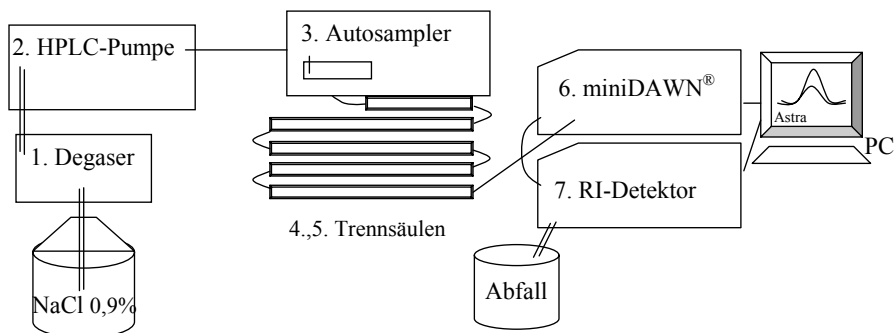 2. HPLC-Pumpe
3. Autosampler
6. miniDAWN®
Astra
PC
1. Degaser
7. RI-Detektor
4.,5. Trennsäulen
NaCl 0,9%
Abfall